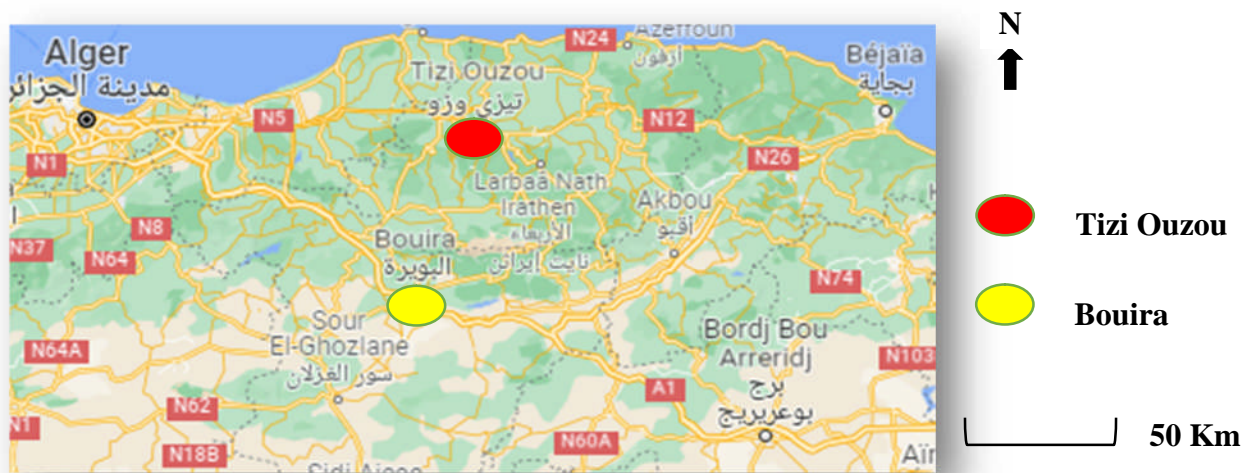 N
Azeffoun
أزفون
N24
Alger
مدينة الجزائر
Tizi Ouzou
تيزي وزو
Béjaïa
بجاية
N5
N12
N1
N26
Larbaâ Nath
Irathen
الأربعاء
نايت إيراثن
Akbou
أقبو
N8
N37
N64
Bouira
البويرة
N74
Tizi Ouzou
Bouira
Sour
El-Ghozlane
سور الغزلان
Bordj Bou
Arreridj
برج
بوعريريج
N64A
N103
A1
N62
N1
N60A
N18B
50 Km